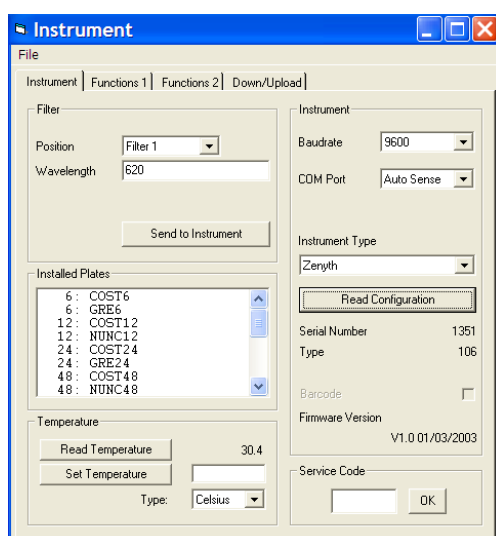 Instrument
File
Instrument Functions 1 Functions 2 Down/Upload
Filter
Position Filter 1
Wavelength 620
Send to Instrument
Installed Plates
6: COST6
6: GRE6
12: COST12
12: NUNC12
24: COST24
24: GRE24
48: COST48
48: NUNC48
Temperature
Read Temperature 30.4
Set Temperature
Type: Celsius
Instrument
Baudrate 9600
COM Port Auto Sense
Instrument Type
Zenyth
Read Configuration
Serial Number 1351
Type 106
Barcode
Firmware Version
V1.0 01/03/2003
Service Code
OK